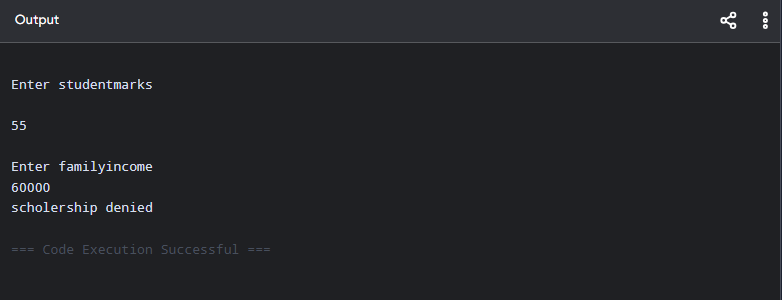 Output
Enter studentmarks
55
Enter familyincome
60000
scholership denied
=== Code Execution Successful ===